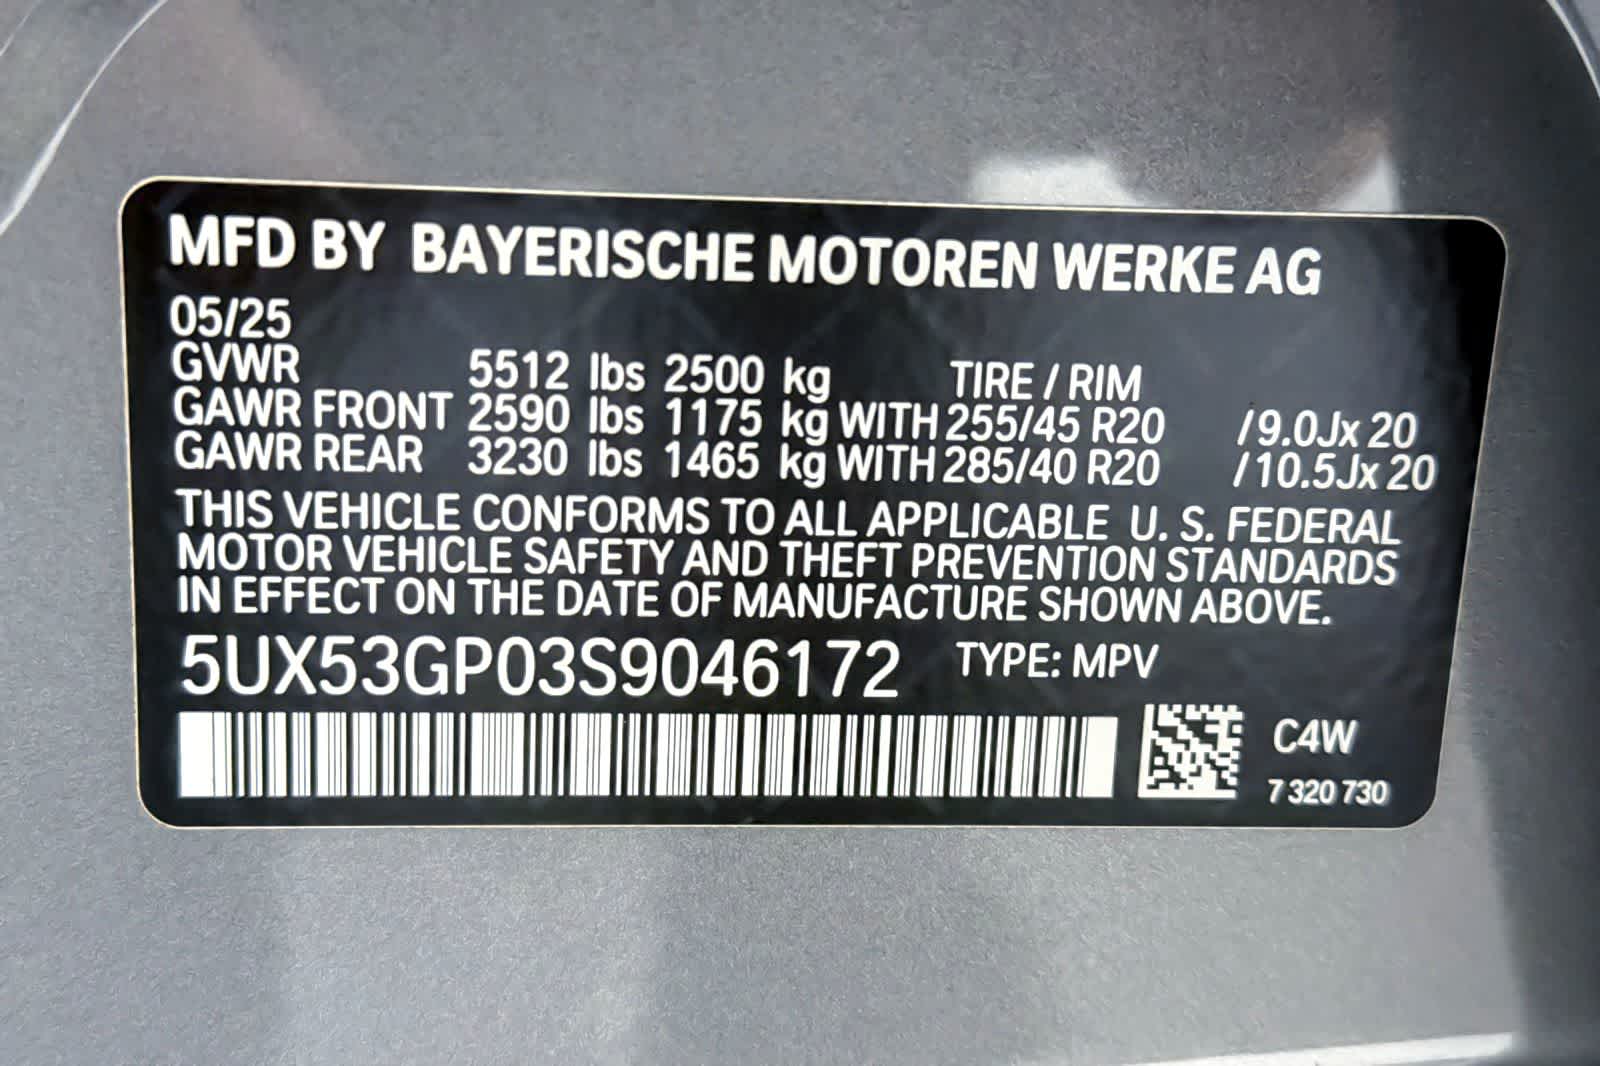 MFD BY BAYERISCHE MOTOREN WERKE AG
05/25
GVWR 5512 lbs 2500 kg TIRE / RIM
GAWR FRONT 2590 lbs 1175 kg WITH 255/45 R20 /9.0Jx 20
GAWR REAR 3230 lbs 1465 kg WITH 285/40 R20 /10.5Jx 20
THIS VEHICLE CONFORMS TO ALL APPLICABLE U. S. FEDERAL
MOTOR VEHICLE SAFETY AND THEFT PREVENTION STANDARDS
IN EFFECT ON THE DATE OF MANUFACTURE SHOWN ABOVE.
5UX53GP03S9046172 TYPE: MPV
C4W
7 320 730